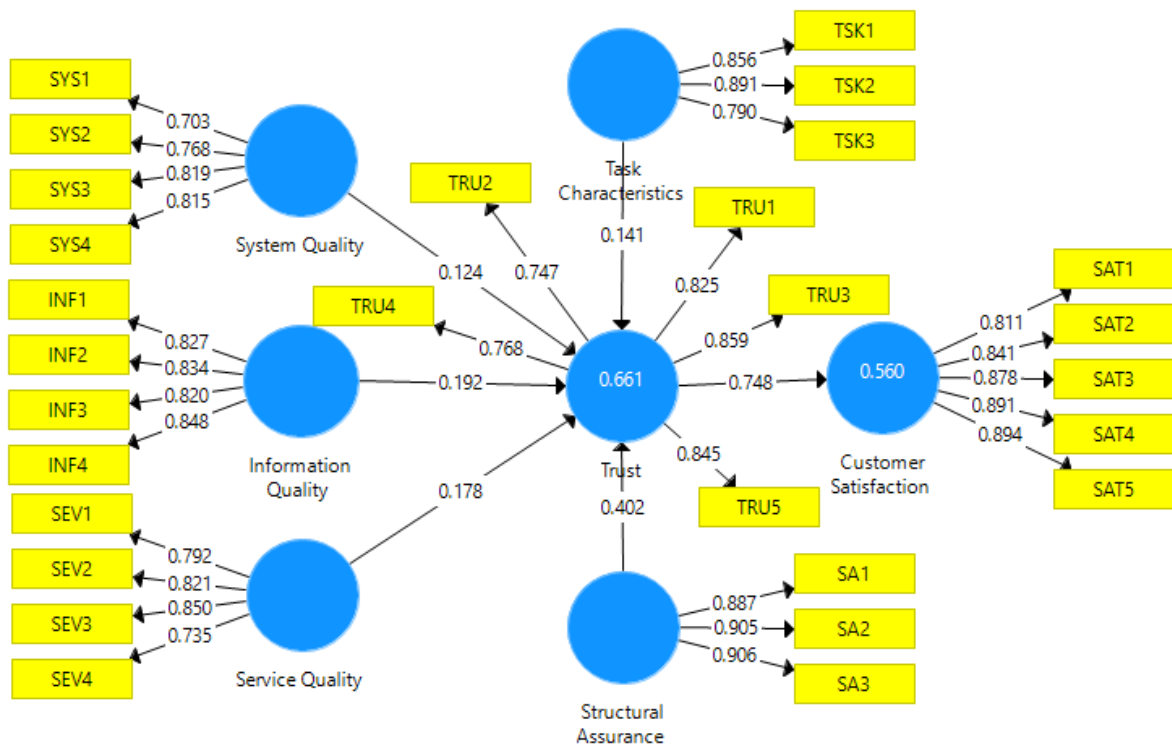 TSK1
0.856
TSK2
0.891
TSK3
0.790
Task
Characteristics
0.141
SYS1
0.703
SYS2
0.768
SYS3
0.819
SYS4
0.815
System Quality
0.124
INF1
0.827
INF2
0.834
INF3
0.820
INF4
0.848
Information
Quality
0.192
SEV1
0.792
SEV2
0.821
SEV3
0.850
SEV4
0.735
Service Quality
0.178
TRU2
0.747
TRU4
0.768
TRU1
0.825
TRU3
0.859
0.661
Trust
0.845
TRU5
0.748
0.402
SA1
0.887
SA2
0.905
SA3
0.906
Structural
Assurance
0.560
Customer
Satisfaction
SAT1
0.811
SAT2
0.841
SAT3
0.878
SAT4
0.891
SAT5
0.894